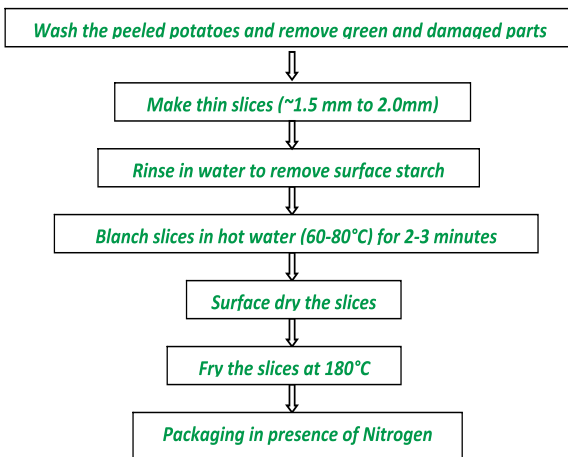 Wash the peeled potatoes and remove green and damaged parts
Make thin slices (~1.5 mm to 2.0mm)
Rinse in water to remove surface starch
Blanch slices in hot water (60-80°C) for 2-3 minutes
Surface dry the slices
Fry the slices at 180°C
Packaging in presence of Nitrogen